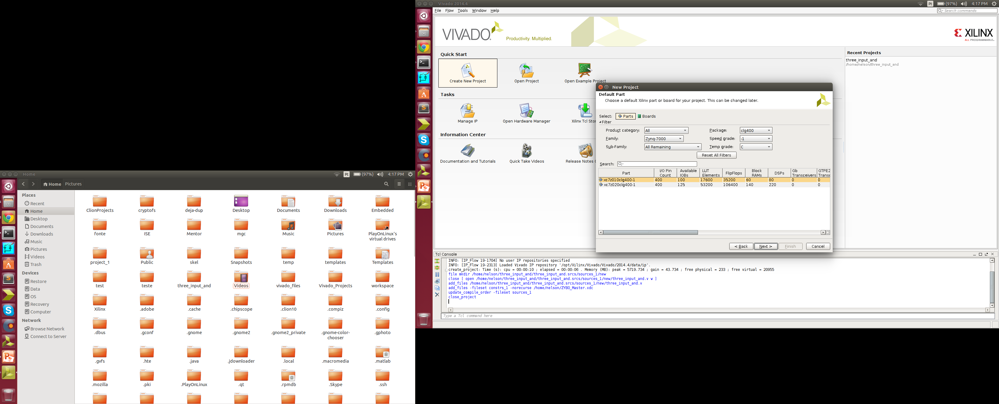 Home
Pt
(97%)
4:17 PM
Home
Pictures
Places
Recent
Home
Desktop
Documents
Downloads
Music
Pictures
Videos
Trash
Devices
Restore
Data
OS
Recovery
Computer
Network
Browse Network
Connect to Server
ClionProjects cryptofs deja-dup Desktop Documents Downloads Embedded
fonte ISE Mentor mgc Music Pictures PlayOnLinux's
virtual drives
project_1 Public skel Snapshots temp templates Templates
test teste three_input_and Videos vivado_files Vivado_Projects workspace
Xilinx .adobe .cache .chipscope .clion10 .compiz .config
.dbus .gconf .gnome .gnome2 .gnome2_private .gnome-color-
chooser .gphoto
.gvfs .hte .java .jdownloader .local .macromedia .matlab
.mozilla .pki .PlayOnLinux .qt .rpmdb .Skype .ssh
Vivado 2014.4
Pt
(97%)
4:17 PM
File Flow Tools Window Help
Search commands
VIVADO
Productivity. Multiplied.
XILINX
ALL PROGRAMMABLE.
Quick Start
Create New Project
Open Project
Open Example Project
Tasks
Manage IP
Open Hardware Manager
Xilinx Tcl Stor
Information Center
Documentation and Tutorials
Quick Take Videos
Release Notes
Recent Projects
three_input_and
/home/nelson/three_input_and
New Project
Default Part
Choose a default Xilinx part or board for your project. This can be changed later.
Select: Parts Boards
Filter
Product category: All Package: clg400
Family: Zynq-7000 Speed grade: -1
Sub-Family: All Remaining Temp grade: C
Reset All Filters
Search:
Part I/O Pin
Count Available
IOBs LUT
Elements FlipFlops Block
RAMs DSPs Gb
Transceivers GTPE2
Transc
xc7z010clg400-1 400 100 17600 35200 60 80 0 0
xc7z020clg400-1 400 125 53200 106400 140 220 0 0
< Back Next > Finish Cancel
Tcl Console
INFO: [IP_Flow 19-1704] No user IP repositories specified
INFO: [IP_Flow 19-2313] Loaded Vivado IP repository '/opt/Xilinx/Vivado/Vivado/2014.4/data/ip'.
create_project: Time (s): cpu = 00:00:10 ; elapsed = 00:00:06 . Memory (MB): peak = 5719.734 ; gain = 43.734 ; free physical = 233 ; free virtual = 20955
file mkdir /home/nelson/three_input_and/three_input_and.srcs/sources_1/new
close [ open /home/nelson/three_input_and/three_input_and.srcs/sources_1/new/three_input_and.v w ]
add_files /home/nelson/three_input_and/three_input_and.srcs/sources_1/new/three_input_and.v
add_files -fileset constrs_1 -norecurse /home/nelson/ZYBO_Master.xdc
update_compile_order -fileset sources_1
close_project
Type a Tcl command here